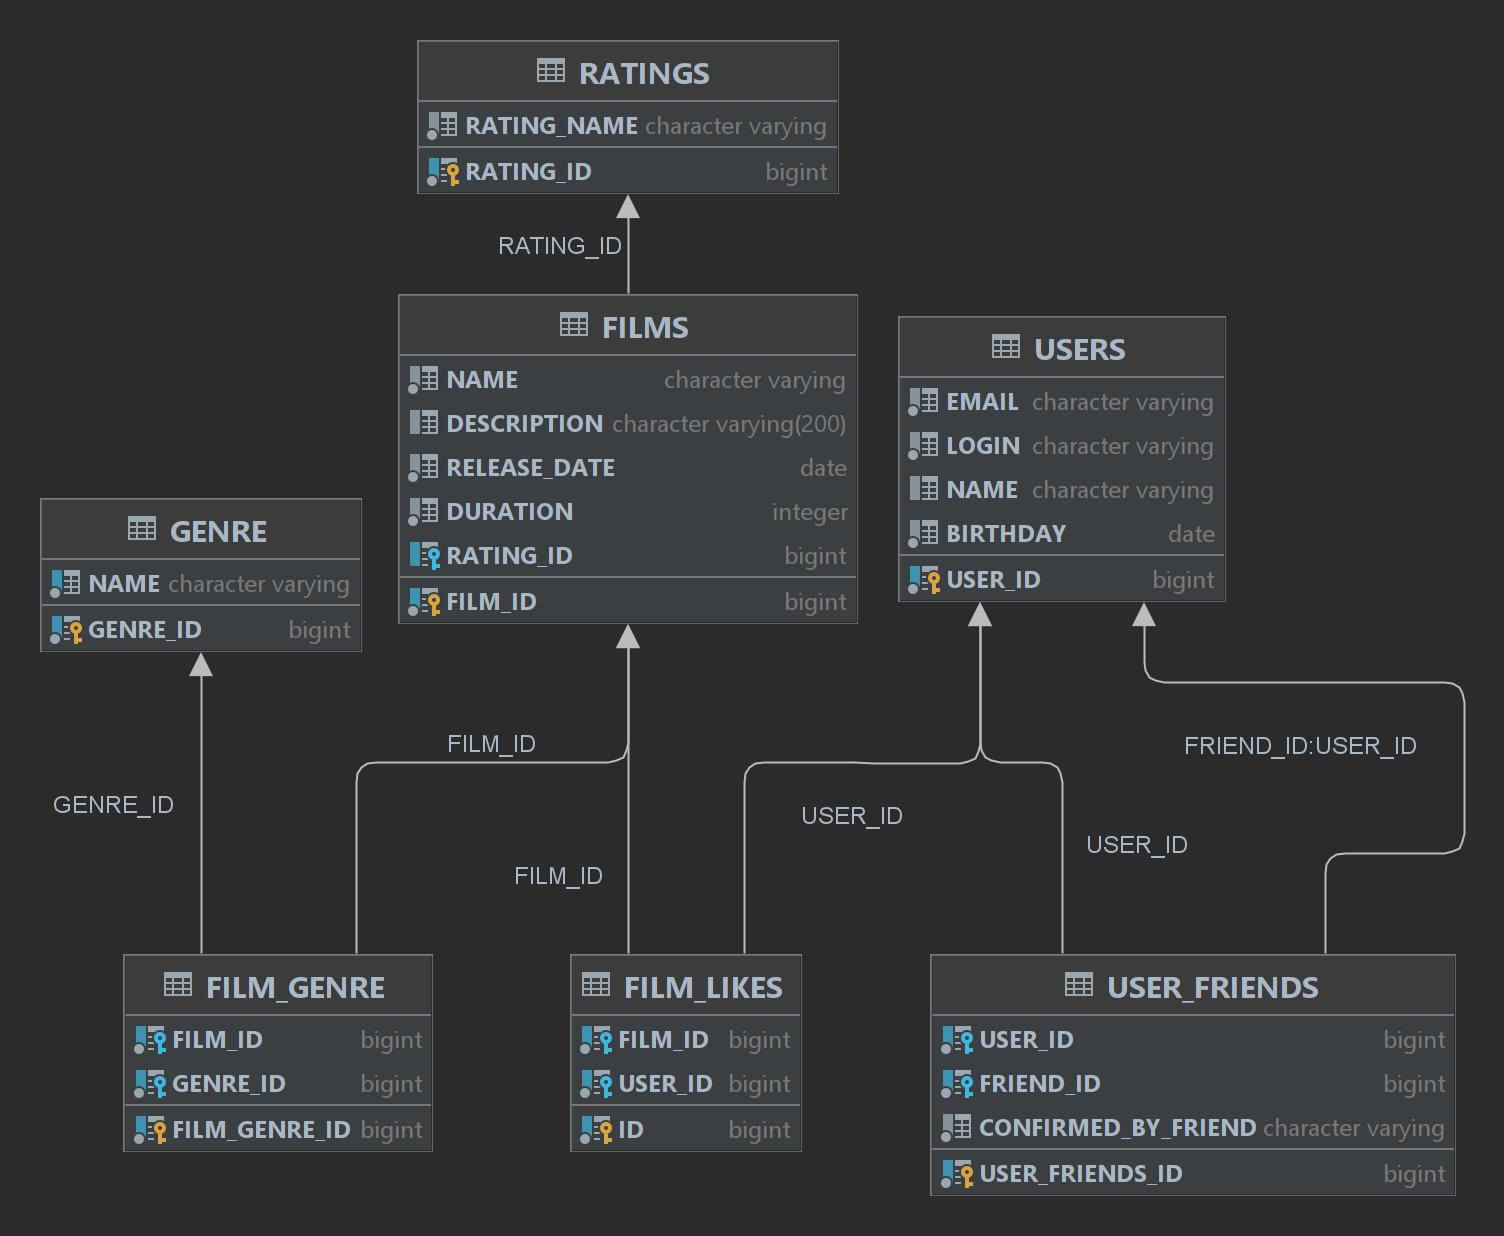 RATINGS
RATING_NAME character varying
RATING_ID bigint
RATING_ID
FILMS
NAME character varying
DESCRIPTION character varying(200)
RELEASE_DATE date
DURATION integer
RATING_ID bigint
FILM_ID bigint
USERS
EMAIL character varying
LOGIN character varying
NAME character varying
BIRTHDAY date
USER_ID bigint
GENRE
NAME character varying
GENRE_ID bigint
FILM_ID
FRIEND_ID:USER_ID
GENRE_ID
USER_ID
USER_ID
FILM_ID
FILM_GENRE
FILM_ID bigint
GENRE_ID bigint
FILM_GENRE_ID bigint
FILM_LIKES
FILM_ID bigint
USER_ID bigint
ID bigint
USER_FRIENDS
USER_ID bigint
FRIEND_ID bigint
CONFIRMED_BY_FRIEND character varying
USER_FRIENDS_ID bigint